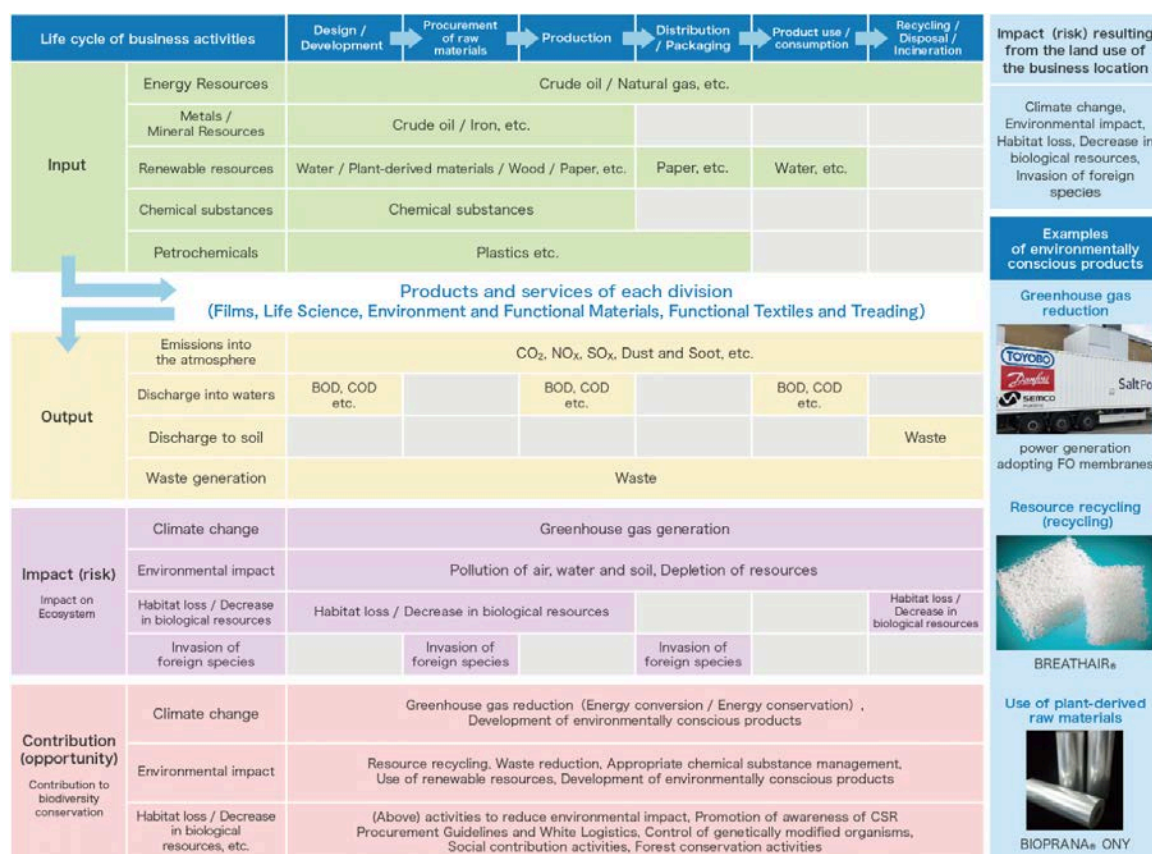 Life cycle of business activities
Design /
Development
Procurement
of raw
materials
Production
Distribution
/ Packaging
Product use /
consumption
Recycling /
Disposal /
Incineration
Input
Energy Resources
Crude oil / Natural gas, etc.
Metals /
Mineral Resources
Crude oil / Iron, etc.
Renewable resources
Water / Plant-derived materials / Wood / Paper, etc.
Paper, etc.
Water, etc.
Chemical substances
Chemical substances
Petrochemicals
Plastics etc.
Products and services of each division
(Films, Life Science, Environment and Functional Materials, Functional Textiles and Treading)
Output
Emissions into
the atmosphere
CO₂, NOx, SOx, Dust and Soot, etc.
Discharge into waters
BOD, COD
etc.
BOD, COD
etc.
BOD, COD
etc.
Discharge to soil
Waste
Waste generation
Waste
Impact (risk)
Impact on
Ecosystem
Climate change
Greenhouse gas generation
Environmental impact
Pollution of air, water and soil, Depletion of resources
Habitat loss / Decrease
in biological resources
Habitat loss / Decrease in biological resources
Habitat loss /
Decrease in
biological resources
Invasion of
foreign species
Invasion of
foreign species
Invasion of
foreign species
Contribution
(opportunity)
Contribution to
biodiversity
conservation
Climate change
Greenhouse gas reduction (Energy conversion / Energy conservation) ,
Development of environmentally conscious products
Environmental impact
Resource recycling, Waste reduction, Appropriate chemical substance management,
Use of renewable resources, Development of environmentally conscious products
Habitat loss / Decrease
in biological
resources, etc.
(Above) activities to reduce environmental impact, Promotion of awareness of CSR
Procurement Guidelines and White Logistics, Control of genetically modified organisms,
Social contribution activities, Forest conservation activities
Impact (risk) resulting
from the land use of
the business location
Climate change,
Environmental impact,
Habitat loss, Decrease in
biological resources,
Invasion of foreign
species
Examples
of environmentally
conscious products
Greenhouse gas
reduction
TOYOBO
Danfoss
SEMCO
SaltPo
power generation
adopting FO membranes
Resource recycling
(recycling)
BREATHAIR®
Use of plant-derived
raw materials
BIOPRANA® ONY